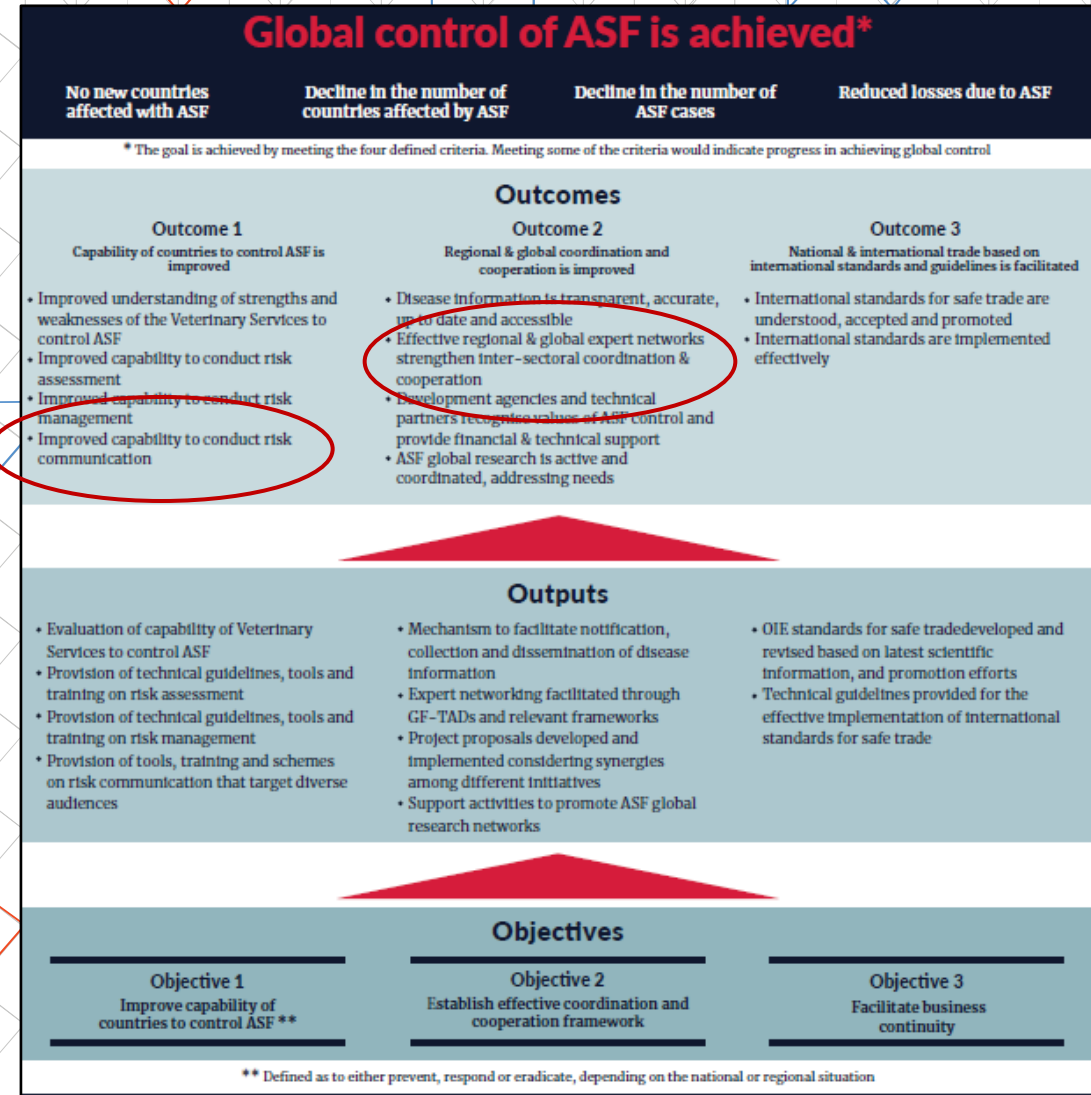 Global control of ASF is achieved*
No new countries
affected with ASF
Decline in the number of
countries affected by ASF
Decline in the number of
ASF cases
Reduced losses due to ASF
* The goal is achieved by meeting the four defined criteria. Meeting some of the criteria would indicate progress in achieving global control
Outcomes
Outcome 1
Capability of countries to control ASF is
improved
• Improved understanding of strengths and
weaknesses of the Veterinary Services to
control ASF
• Improved capability to conduct risk
assessment
• Improved capability to conduct risk
management
• Improved capability to conduct risk
communication
Outcome 2
Regional & global coordination and
cooperation is improved
• Disease information is transparent, accurate,
up to date and accessible
• Effective regional & global expert networks
strengthen inter-sectoral coordination &
cooperation
• Development agencies and technical
partners recognise values of ASF control and
provide financial & technical support
• ASF global research is active and
coordinated, addressing needs
Outcome 3
National & international trade based on
international standards and guidelines is facilitated
• International standards for safe trade are
understood, accepted and promoted
• International standards are implemented
effectively
Outputs
• Evaluation of capability of Veterinary
Services to control ASF
• Provision of technical guidelines, tools and
training on risk assessment
• Provision of technical guidelines, tools and
training on risk management
• Provision of tools, training and schemes
on risk communication that target diverse
audiences
• Mechanism to facilitate notification,
collection and dissemination of disease
information
• Expert networking facilitated through
GF-TADs and relevant frameworks
• Project proposals developed and
implemented considering synergies
among different initiatives
• Support activities to promote ASF global
research networks
• OIE standards for safe tradedeveloped and
revised based on latest scientific
information, and promotion efforts
• Technical guidelines provided for the
effective implementation of international
standards for safe trade
Objectives
Objective 1
Improve capability of
countries to control ASF **
Objective 2
Establish effective coordination and
cooperation framework
Objective 3
Facilitate business
continuity
** Defined as to either prevent, respond or eradicate, depending on the national or regional situation